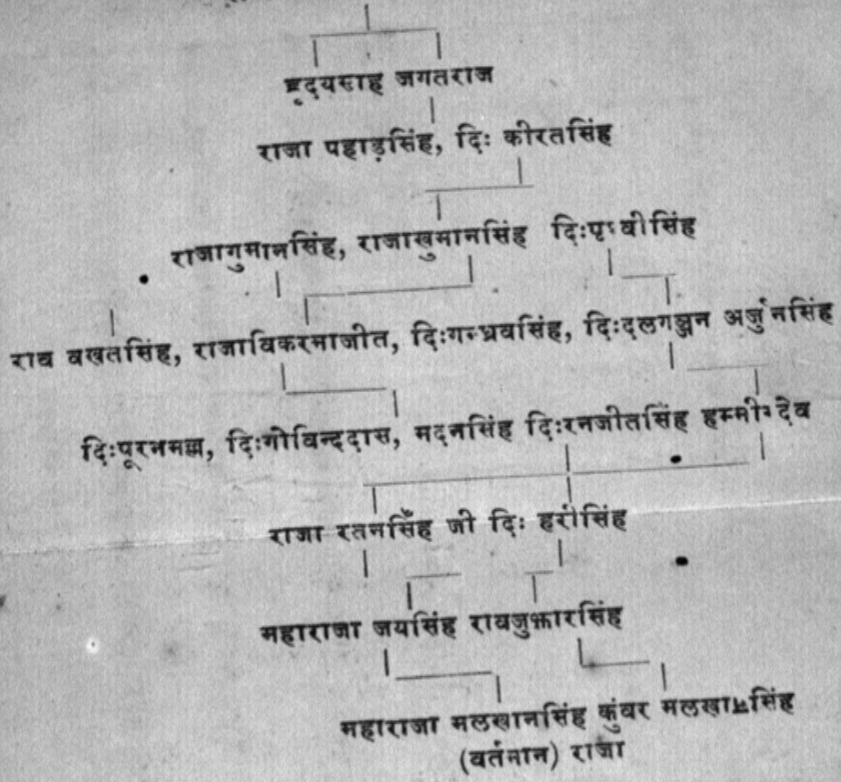 हृदयसाह जगतराज
राजा पहाड़सिंह, दिः कीरतसिंह
राजागुमानसिंह, राजाखुमानसिंह दिःपृथ्वीसिंह
राव वखतसिंह, राजाविकरमाजीत, दिःगन्ध्रवसिंह, दिःदलगञ्जन अर्जुनसिंह
दिःपूरनमल्ल, दिःगोविन्ददास, मदनसिंह दिःरनजीतसिंह हम्मीरदेव
राजा रतनसिँह जी दिः हरीसिंह
महाराजा जयसिंह रावजुझारसिंह
महाराजा मलखानसिंह कुंवर मलखानसिंह
(वर्तमान) राजा